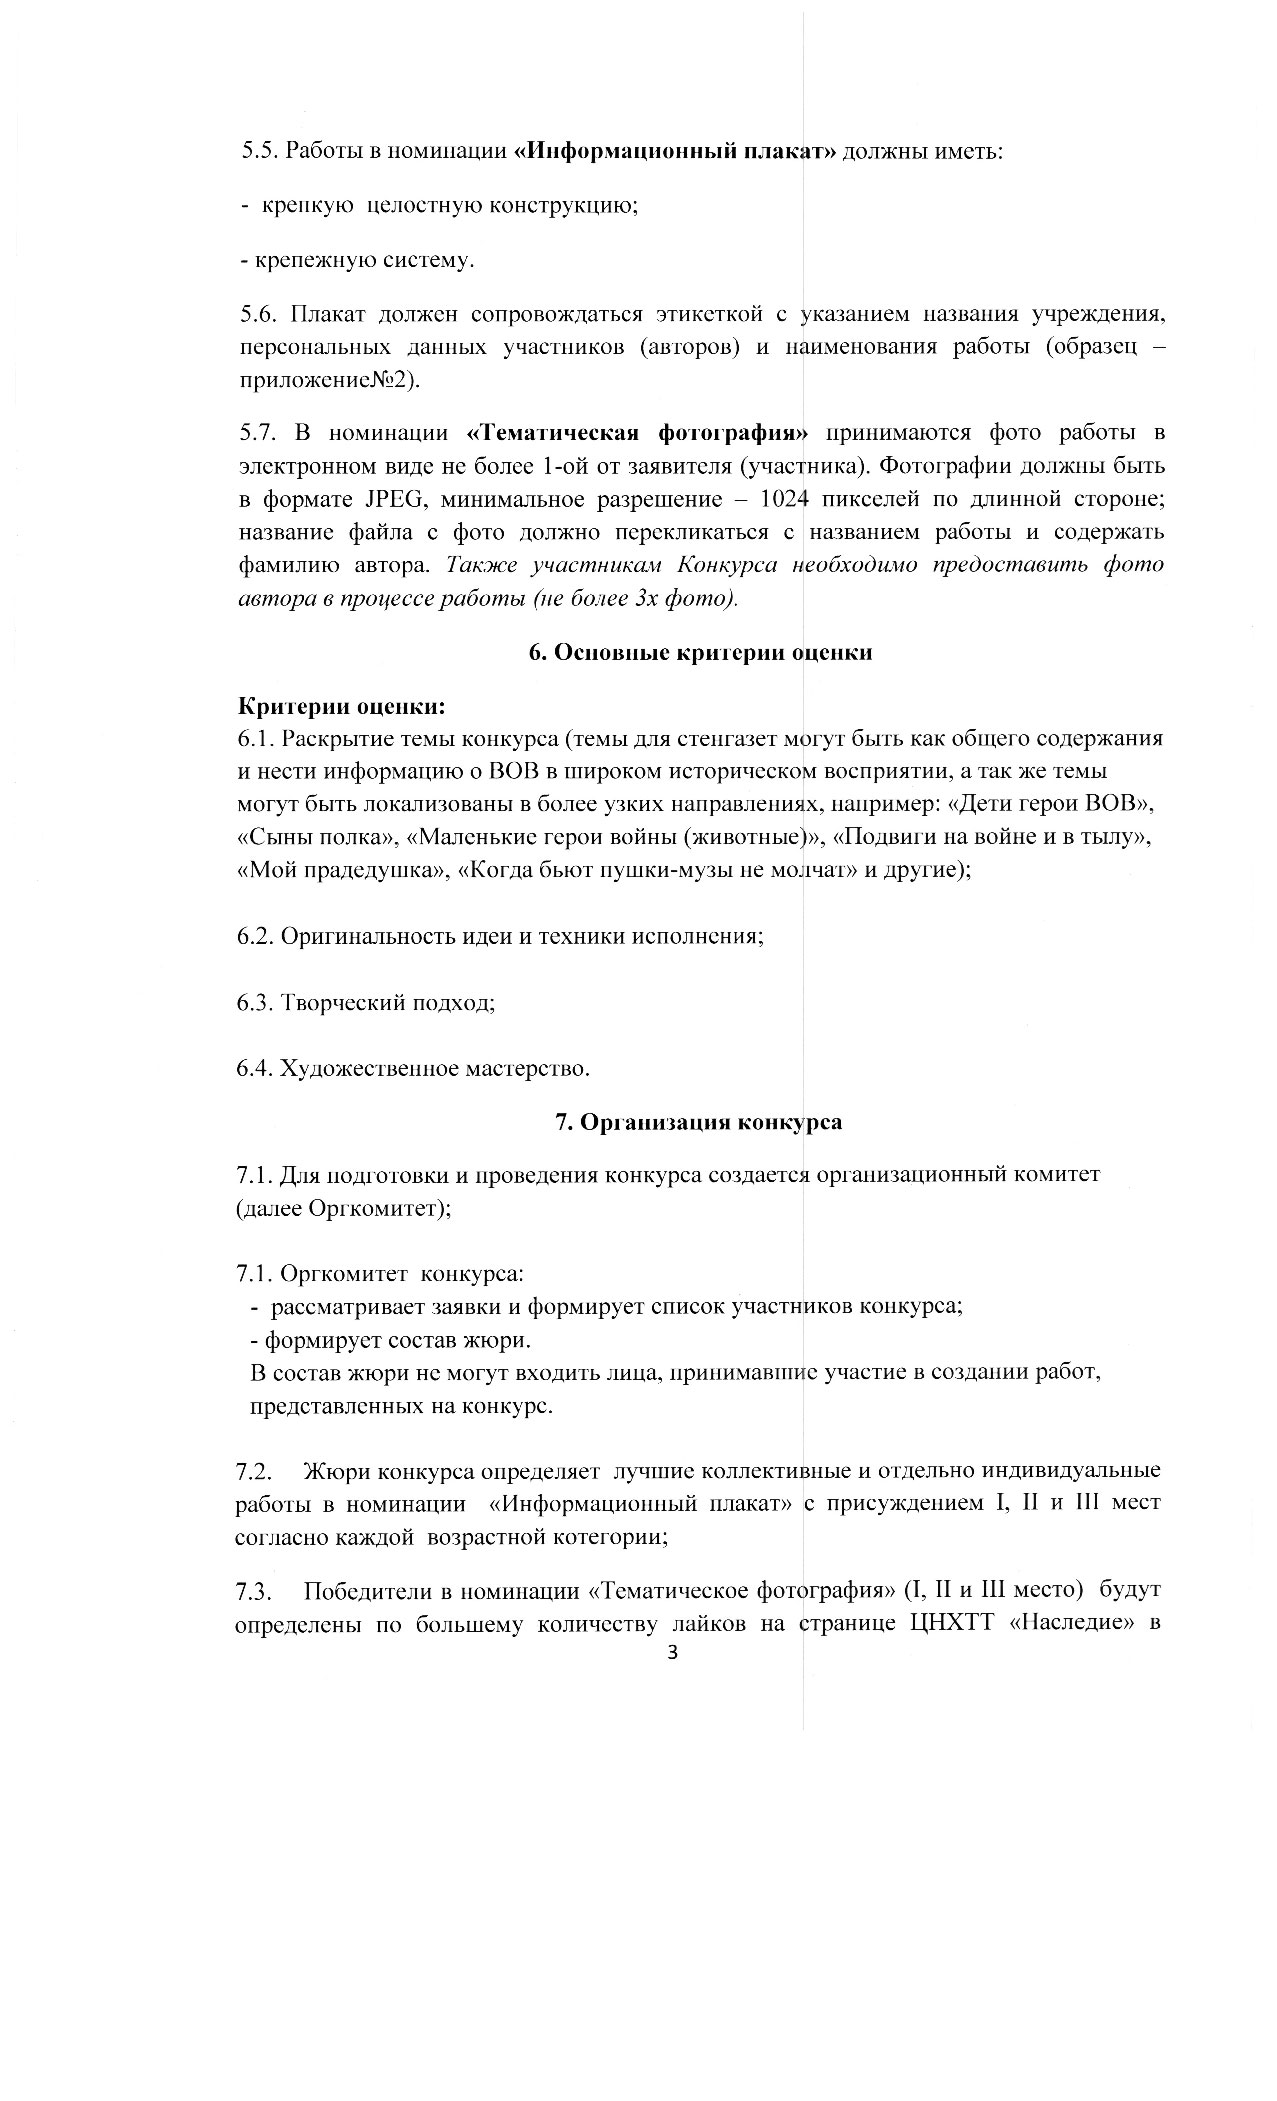 5.5. Работы в номинации «Информационный плакат» должны иметь:
- крепкую целостную конструкцию;
- крепежную систему.
5.6. Плакат должен сопровождаться этикеткой с указанием названия учреждения,
персональных данных участников (авторов) и наименования работы (образец –
приложение№2).
5.7. В номинации «Тематическая фотография» принимаются фото работы в
электронном виде не более 1-ой от заявителя (участника). Фотографии должны быть
в формате JPEG, минимальное разрешение – 1024 пикселей по длинной стороне;
название файла с фото должно перекликаться с названием работы и содержать
фамилию автора. Также участникам Конкурса необходимо предоставить фото
автора в процессе работы (не более 3х фото).
6. Основные критерии оценки
Критерии оценки:
6.1. Раскрытие темы конкурса (темы для стенгазет могут быть как общего содержания
и нести информацию о ВОВ в широком историческом восприятии, а так же темы
могут быть локализованы в более узких направлениях, например: «Дети герои ВОВ»,
«Сыны полка», «Маленькие герои войны (животные)», «Подвиги на войне и в тылу»,
«Мой прадедушка», «Когда бьют пушки-музы не молчат» и другие);
6.2. Оригинальность идеи и техники исполнения;
6.3. Творческий подход;
6.4. Художественное мастерство.
7. Организация конкурса
7.1. Для подготовки и проведения конкурса создается организационный комитет
(далее Оргкомитет);
7.1. Оргкомитет конкурса:
- рассматривает заявки и формирует список участников конкурса;
- формирует состав жюри.
В состав жюри не могут входить лица, принимавшие участие в создании работ,
представленных на конкурс.
7.2. Жюри конкурса определяет лучшие коллективные и отдельно индивидуальные
работы в номинации «Информационный плакат» с присуждением I, II и III мест
согласно каждой возрастной котегории;
7.3. Победители в номинации «Тематическое фотография» (I, II и III место) будут
определены по большему количеству лайков на странице ЦНХТТ «Наследие» в
3